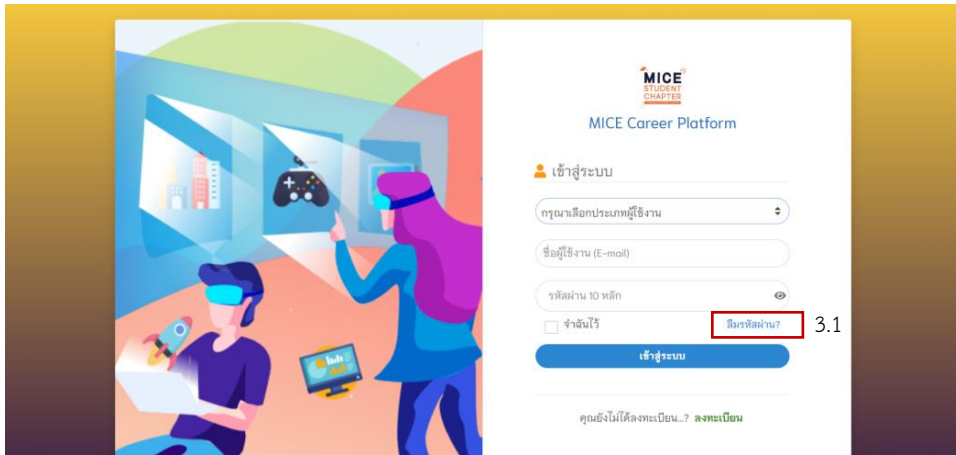 MICE
STUDENT
CHAPTER
MICE Career Platform
เข้าสู่ระบบ
กรุณาเลือกประเภทผู้ใช้งาน
ชื่อผู้ใช้งาน (E-mail)
รหัสผ่าน 10 หลัก
จำฉันไว้ ลืมรหัสผ่าน? 3.1
เข้าสู่ระบบ
คุณยังไม่ได้ลงทะเบียน...? ลงทะเบียน